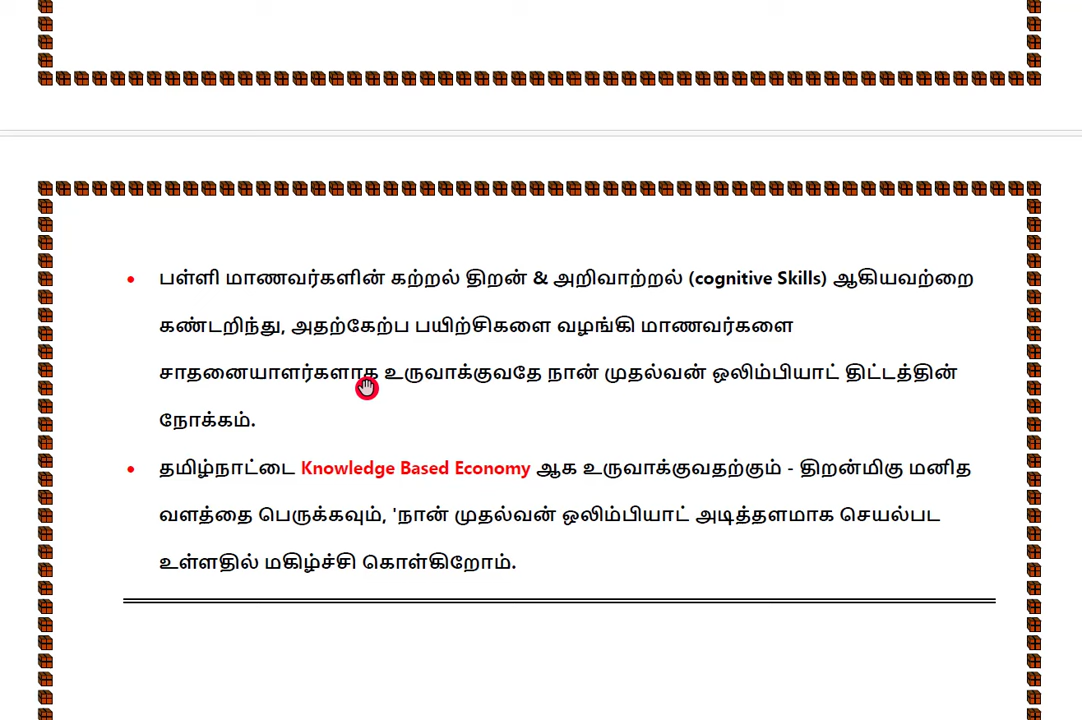 பள்ளி மாணவர்களின் கற்றல் திறன் & அறிவாற்றல் (cognitive Skills) ஆகியவற்றை
கண்டறிந்து, அதற்கேற்ப பயிற்சிகளை வழங்கி மாணவர்களை
சாதனையாளர்களாக உருவாக்குவதே நான் முதல்வன் ஒலிம்பியாட் திட்டத்தின்
நோக்கம்.
தமிழ்நாட்டை Knowledge Based Economy ஆக உருவாக்குவதற்கும் - திறன்மிகு மனித
வளத்தை பெருக்கவும், 'நான் முதல்வன் ஒலிம்பியாட் அடித்தளமாக செயல்பட
உள்ளதில் மகிழ்ச்சி கொள்கிறோம்.